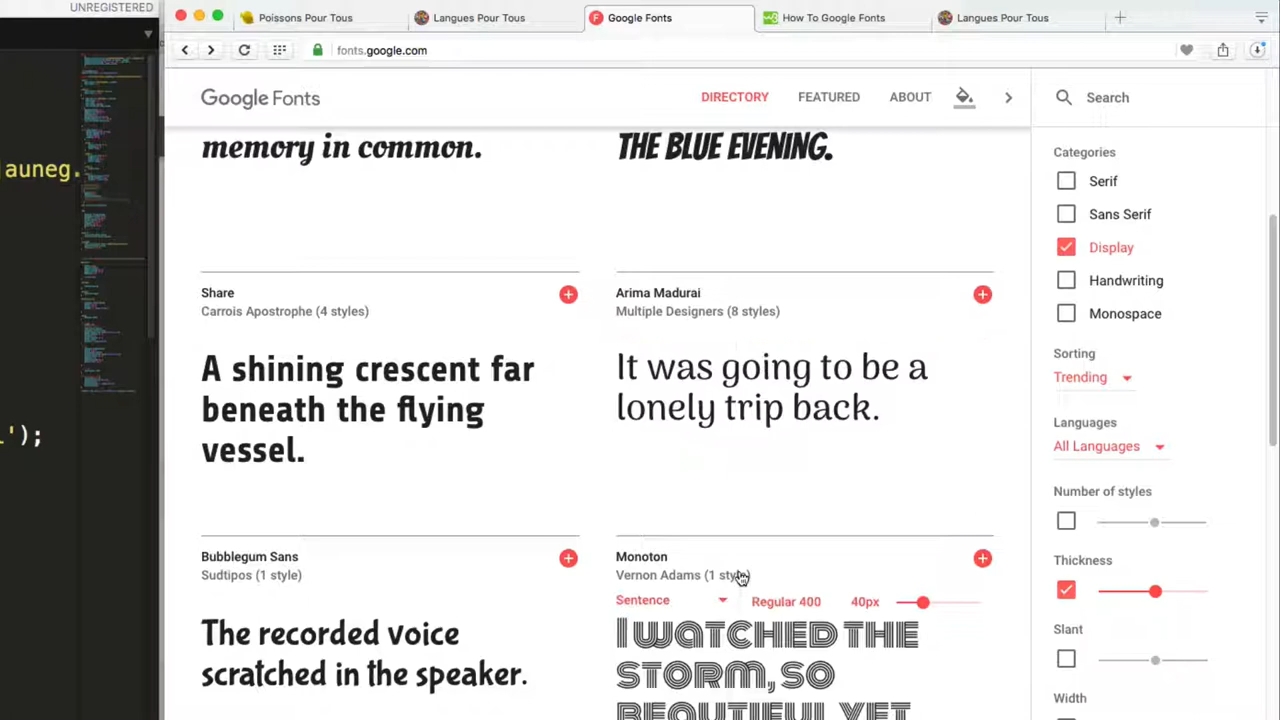 UNREGISTERED
Poissons Pour Tous
Langues Pour Tous
Google Fonts
How To Google Fonts
Langues Pour Tous
fonts.google.com
Google Fonts
DIRECTORY
FEATURED
ABOUT
Search
memory in common.
THE BLUE EVENING.
auneg.
');
Share
Carrois Apostrophe (4 styles)
A shining crescent far
beneath the flying
vessel.
Arima Madurai
Multiple Designers (8 styles)
It was going to be a
lonely trip back.
Bubblegum Sans
Sudtipos (1 style)
The recorded voice
scratched in the speaker.
Monoton
Vernon Adams (1 style)
Sentence
Regular 400
40px
I WATCHED THE
STORM, SO
BEAUTIFUL YET
Categories
Serif
Sans Serif
Display
Handwriting
Monospace
Sorting
Trending
Languages
All Languages
Number of styles
Thickness
Slant
Width